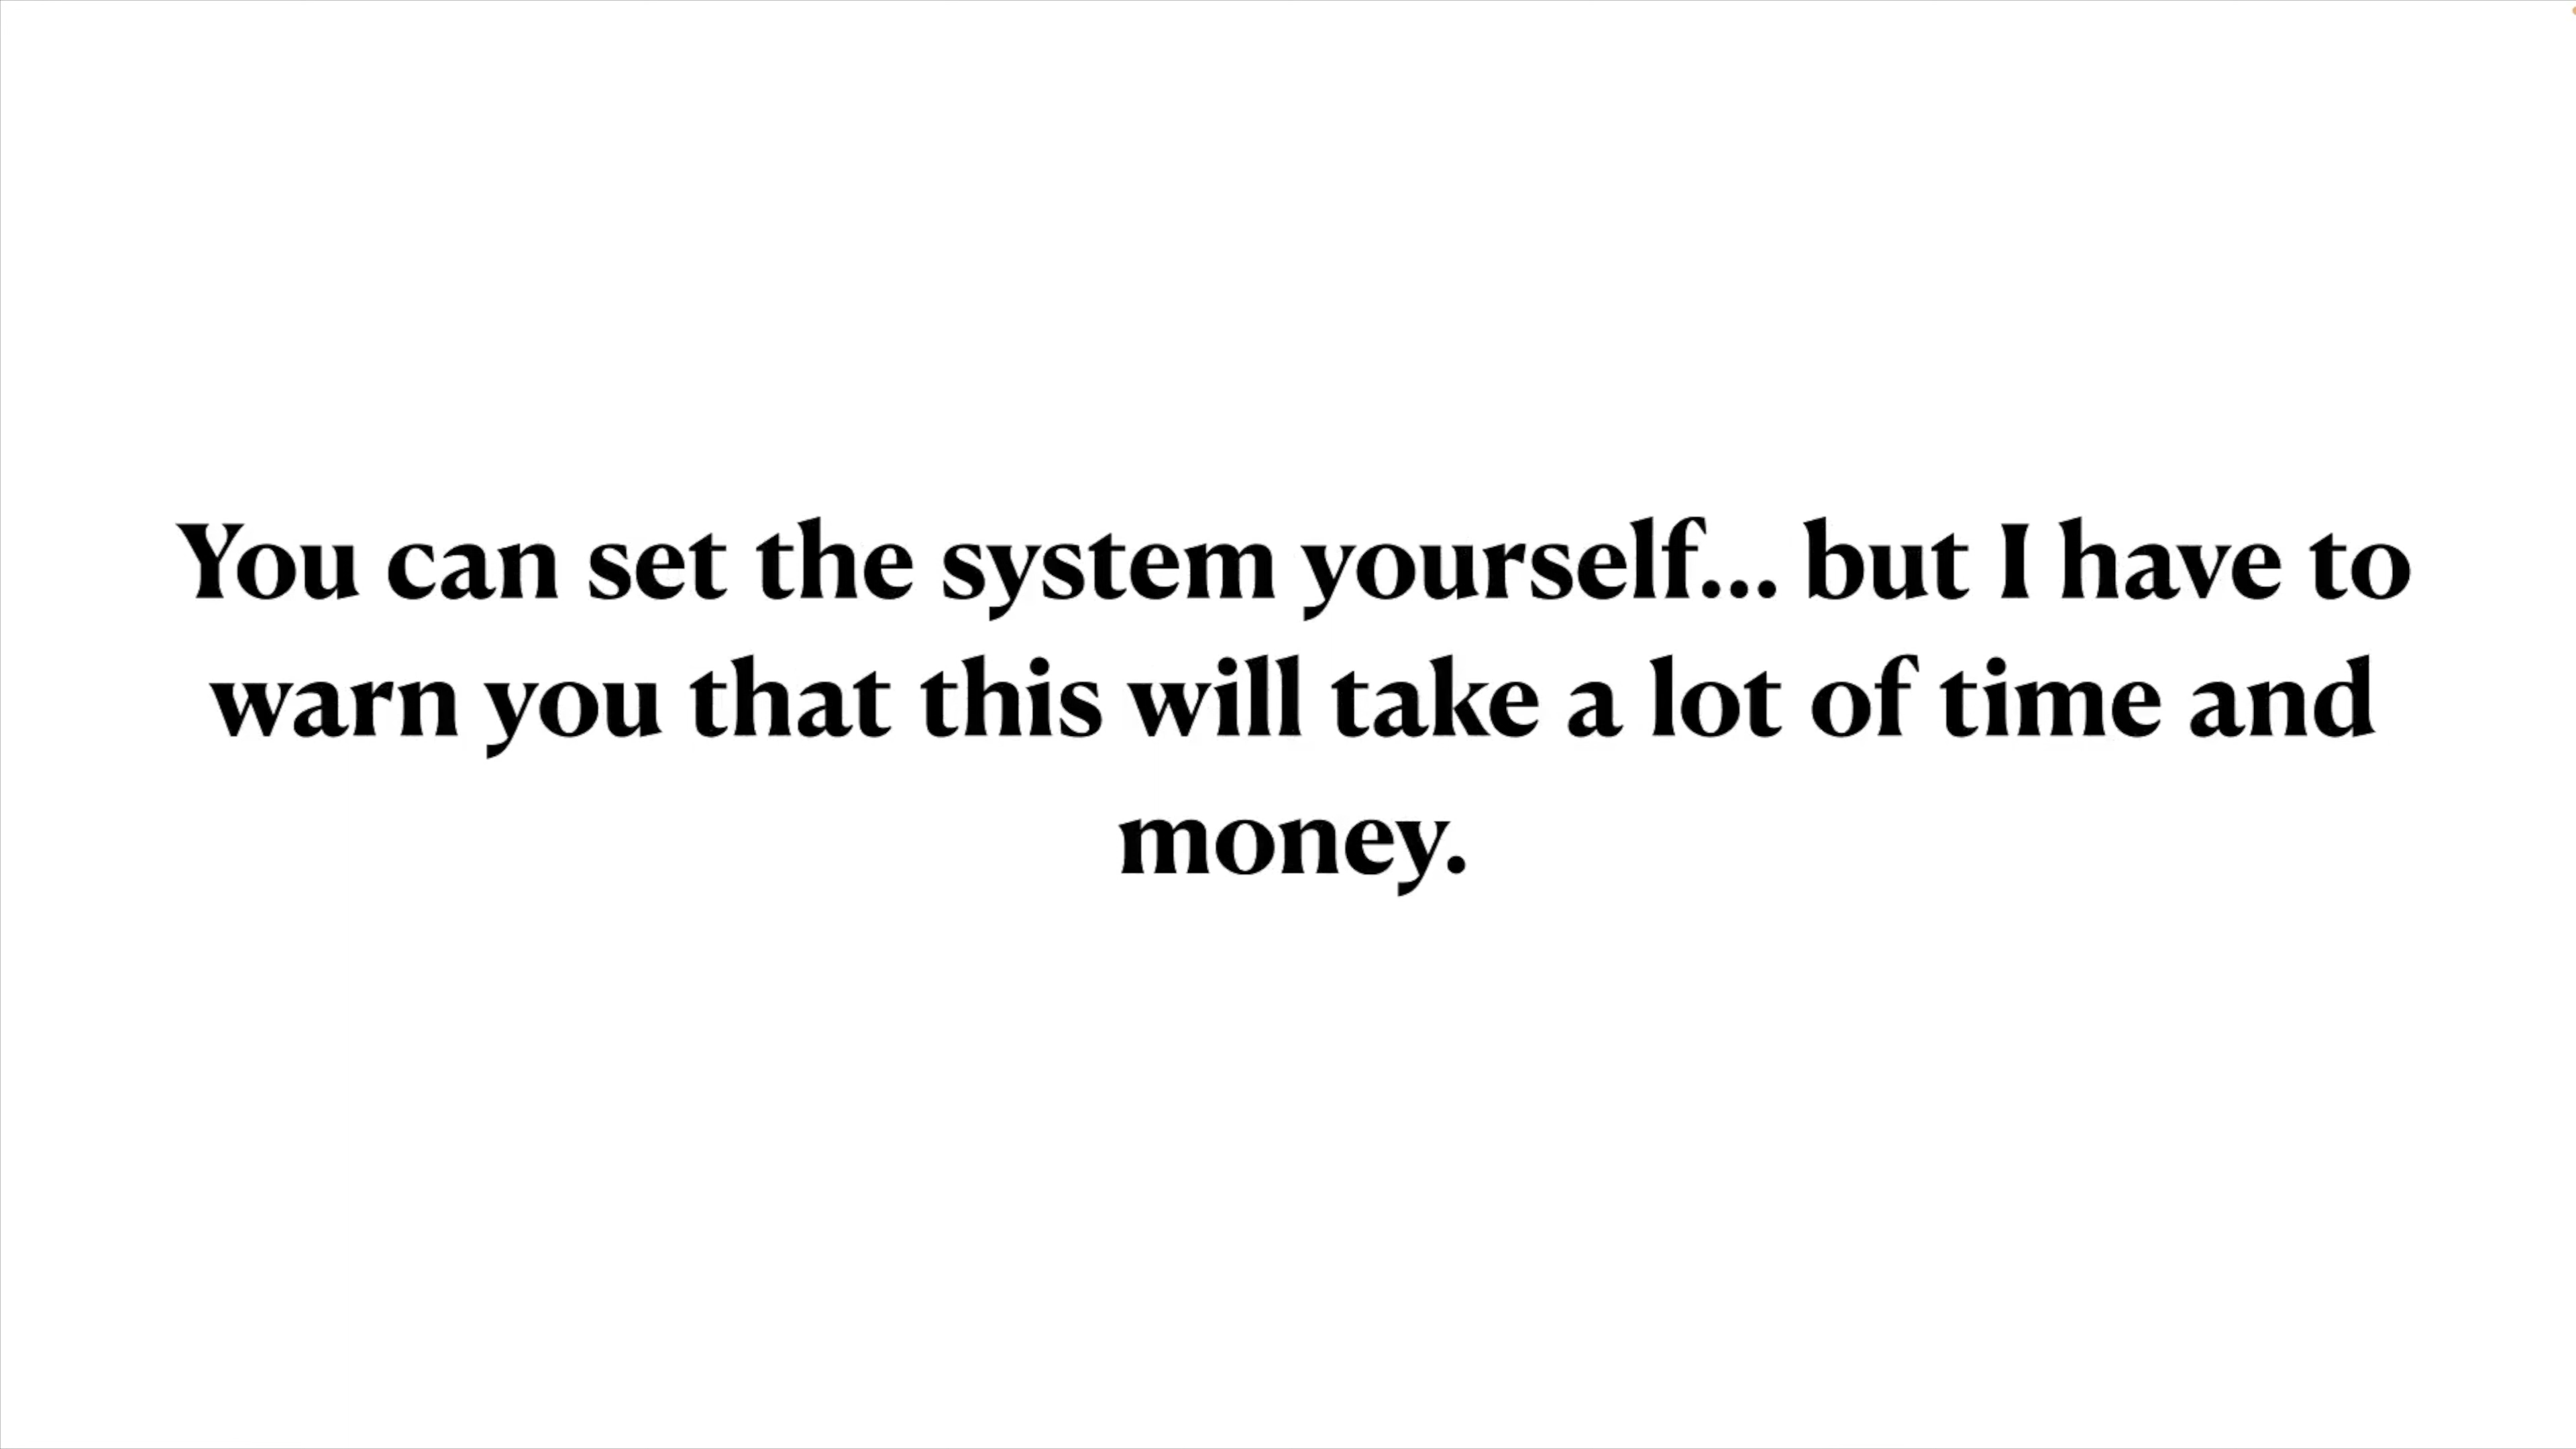 You can set the system yourself... but I have to
warn you that this will take a lot of time and
money.